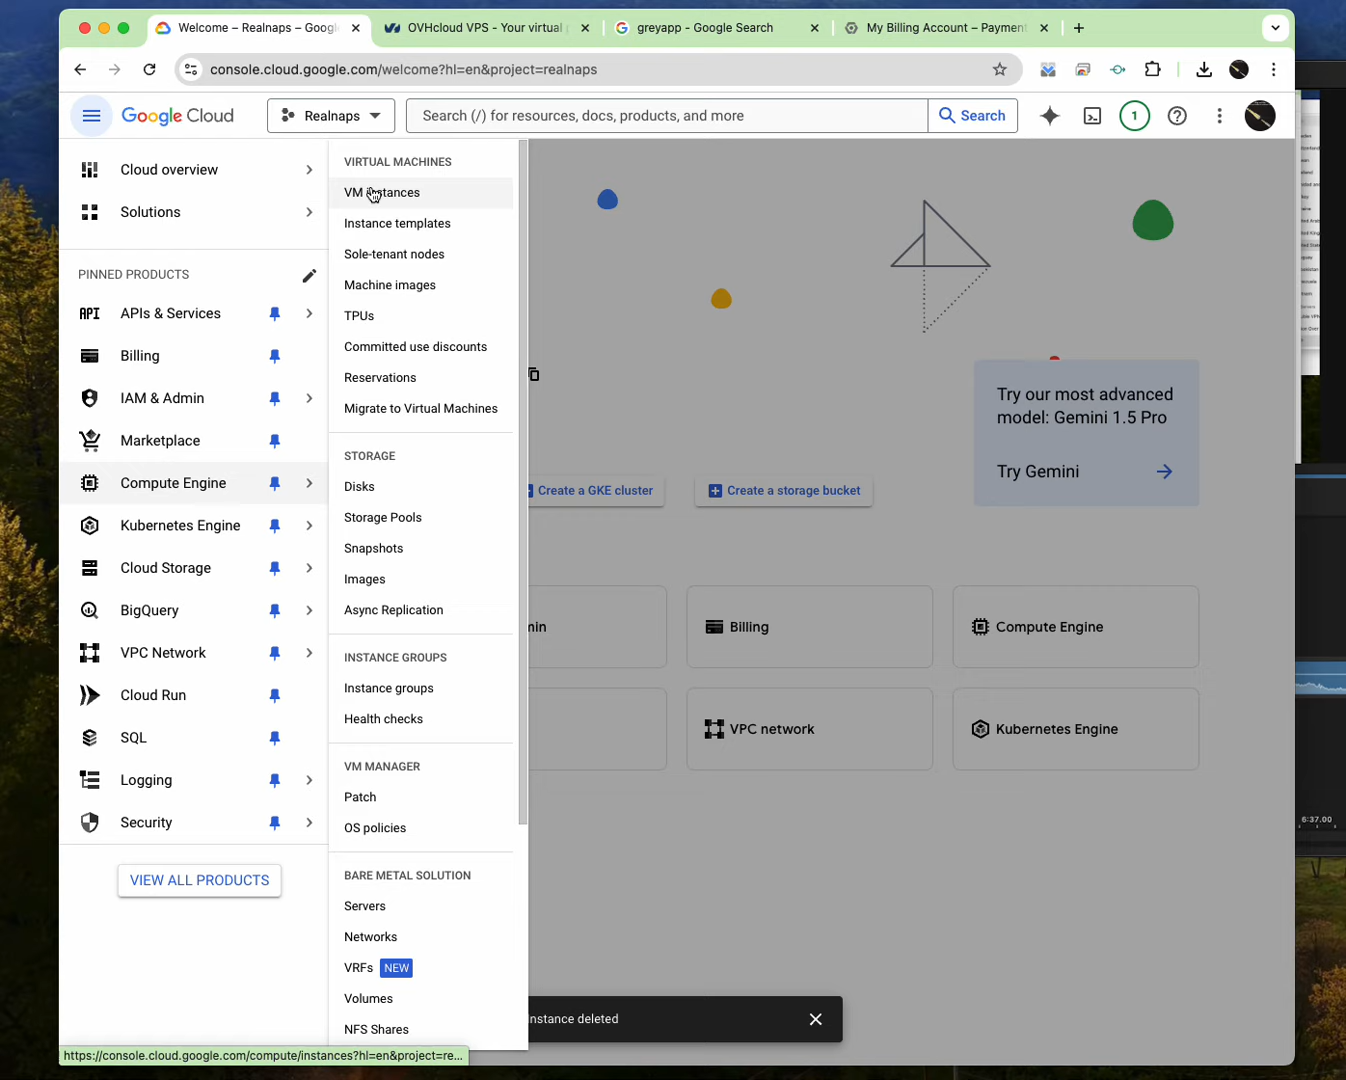 Welcome – Realnaps – Googl
OVHcloud VPS - Your virtual p
greyapp - Google Search
My Billing Account – Payment
console.cloud.google.com/welcome?hl=en&project=realnaps
Google Cloud
Realnaps
Search (/) for resources, docs, products, and more
Search
1
Cloud overview
Solutions
PINNED PRODUCTS
API
APIs & Services
Billing
IAM & Admin
Marketplace
Compute Engine
Kubernetes Engine
Cloud Storage
BigQuery
VPC Network
Cloud Run
SQL
Logging
Security
VIEW ALL PRODUCTS
VIRTUAL MACHINES
VM instances
Instance templates
Sole-tenant nodes
Machine images
TPUs
Committed use discounts
Reservations
Migrate to Virtual Machines
STORAGE
Disks
Storage Pools
Snapshots
Images
Async Replication
INSTANCE GROUPS
Instance groups
Health checks
VM MANAGER
Patch
OS policies
BARE METAL SOLUTION
Servers
Networks
VRFs NEW
Volumes
NFS Shares
Try our most advanced
model: Gemini 1.5 Pro
Try Gemini
Create a GKE cluster
Create a storage bucket
min
Billing
Compute Engine
VPC network
Kubernetes Engine
Instance deleted
https://console.cloud.google.com/compute/instances?hl=en&project=re...
6:37.00